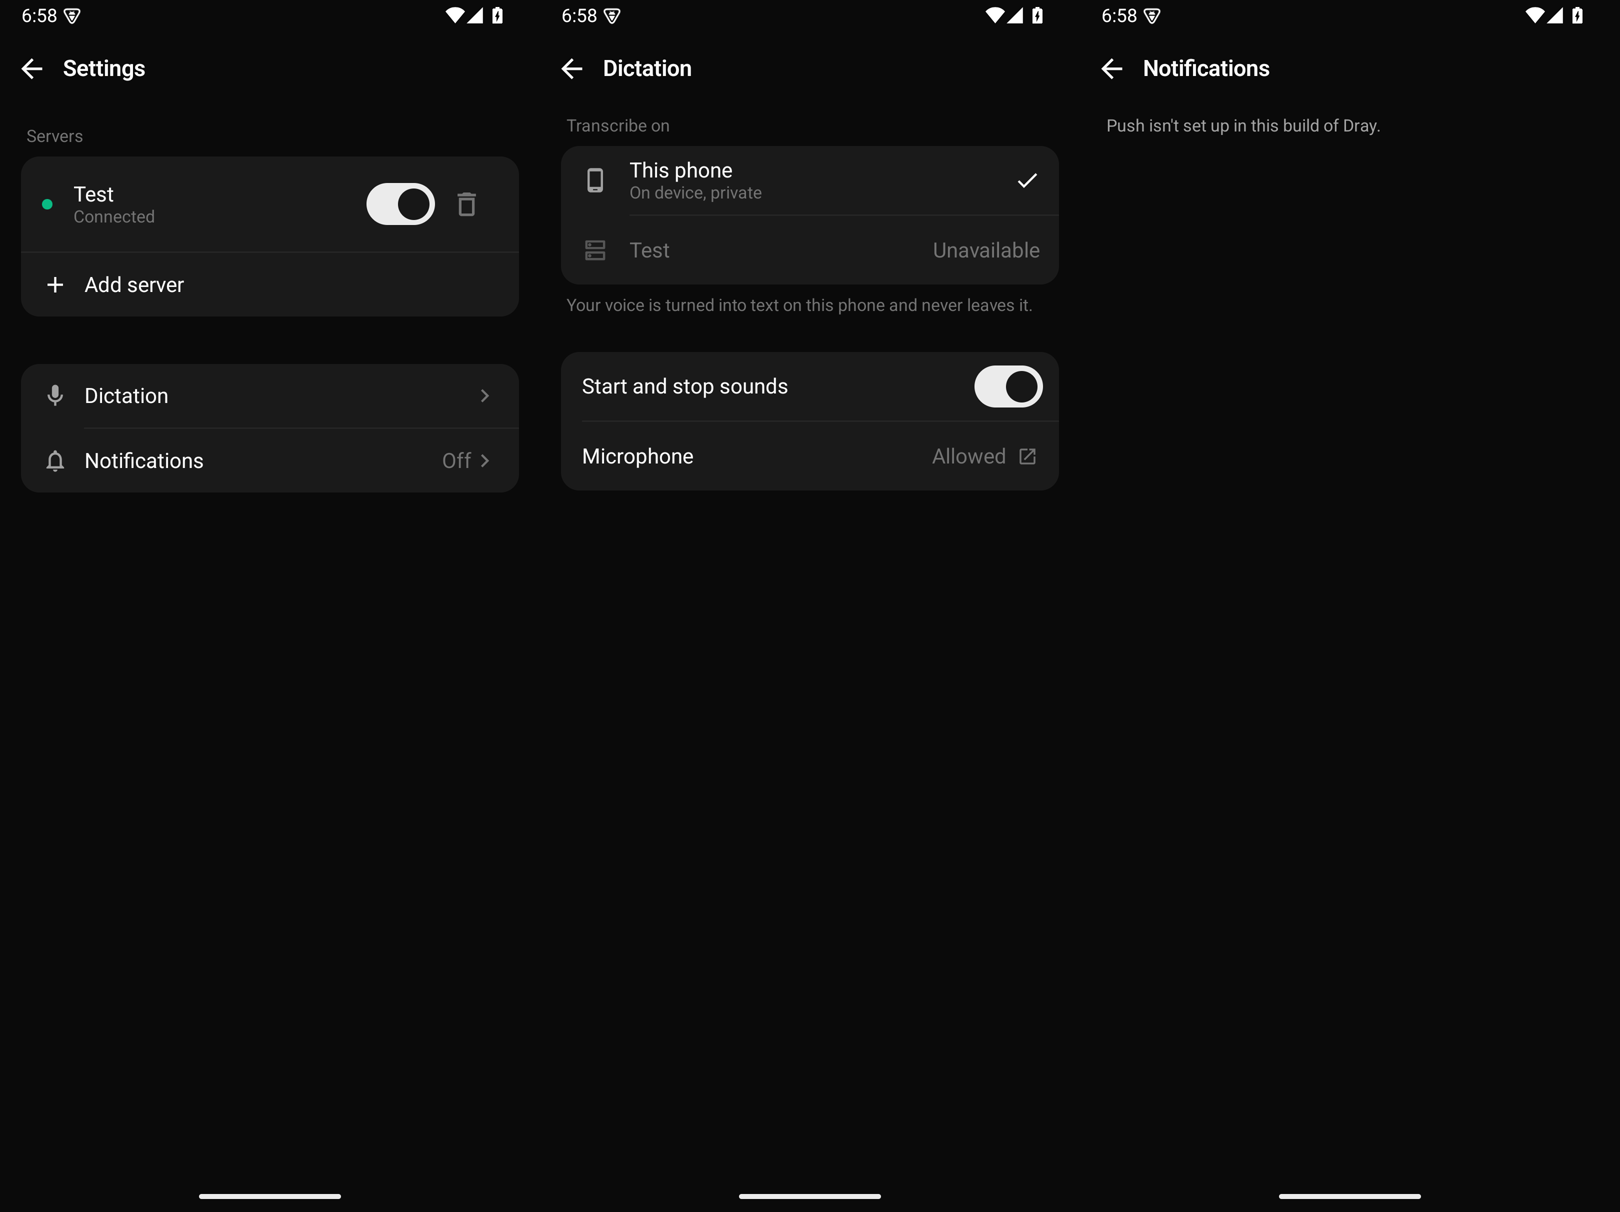 6:58
Settings
Servers
Test
Connected
Add server
Dictation
Notifications
Off
6:58
Dictation
Transcribe on
This phone
On device, private
Test
Unavailable
Your voice is turned into text on this phone and never leaves it.
Start and stop sounds
Microphone
Allowed
6:58
Notifications
Push isn't set up in this build of Dray.